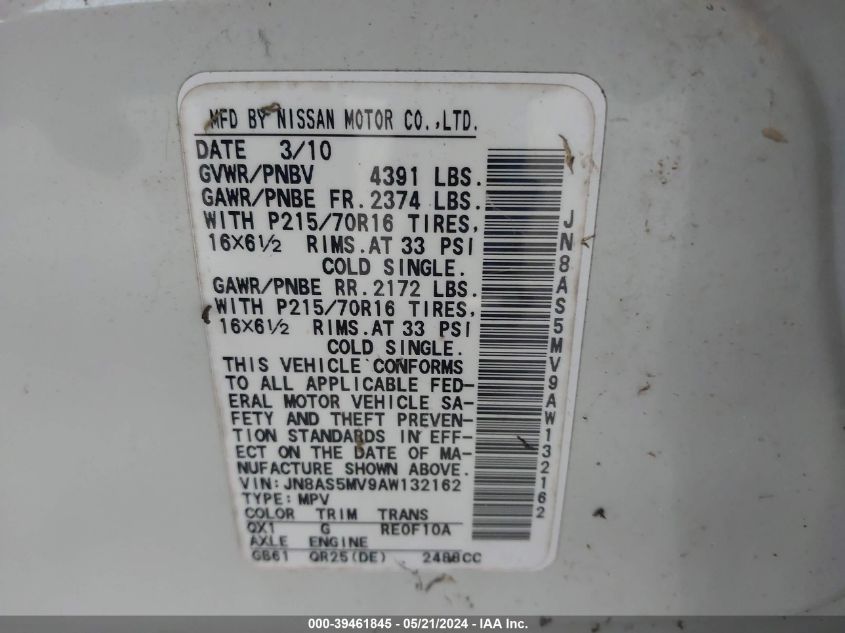 MFD BY NISSAN MOTOR CO.,LTD.
DATE 3/10
GVWR/PNBV 4391 LBS.
GAWR/PNBE FR. 2374 LBS.
WITH P215/70R16 TIRES,
16X6½ RIMS. AT 33 PSI
COLD SINGLE.
GAWR/PNBE RR. 2172 LBS.
WITH P215/70R16 TIRES,
16X6½ RIMS. AT 33 PSI
COLD SINGLE.
THIS VEHICLE CONFORMS
TO ALL APPLICABLE FED-
ERAL MOTOR VEHICLE SA-
FETY AND THEFT PREVEN-
TION STANDARDS IN EFF-
ECT ON THE DATE OF MA-
NUFACTURE SHOWN ABOVE.
VIN: JN8AS5MV9AW132162
TYPE: MPV
COLOR TRIM TRANS
QX1 G RE0F10A
AXLE ENGINE
GB61 QR25(DE) 2488CC
JN8AS5MV9AW132162
000-39461845 / 05/21/2024 - IAA Inc.